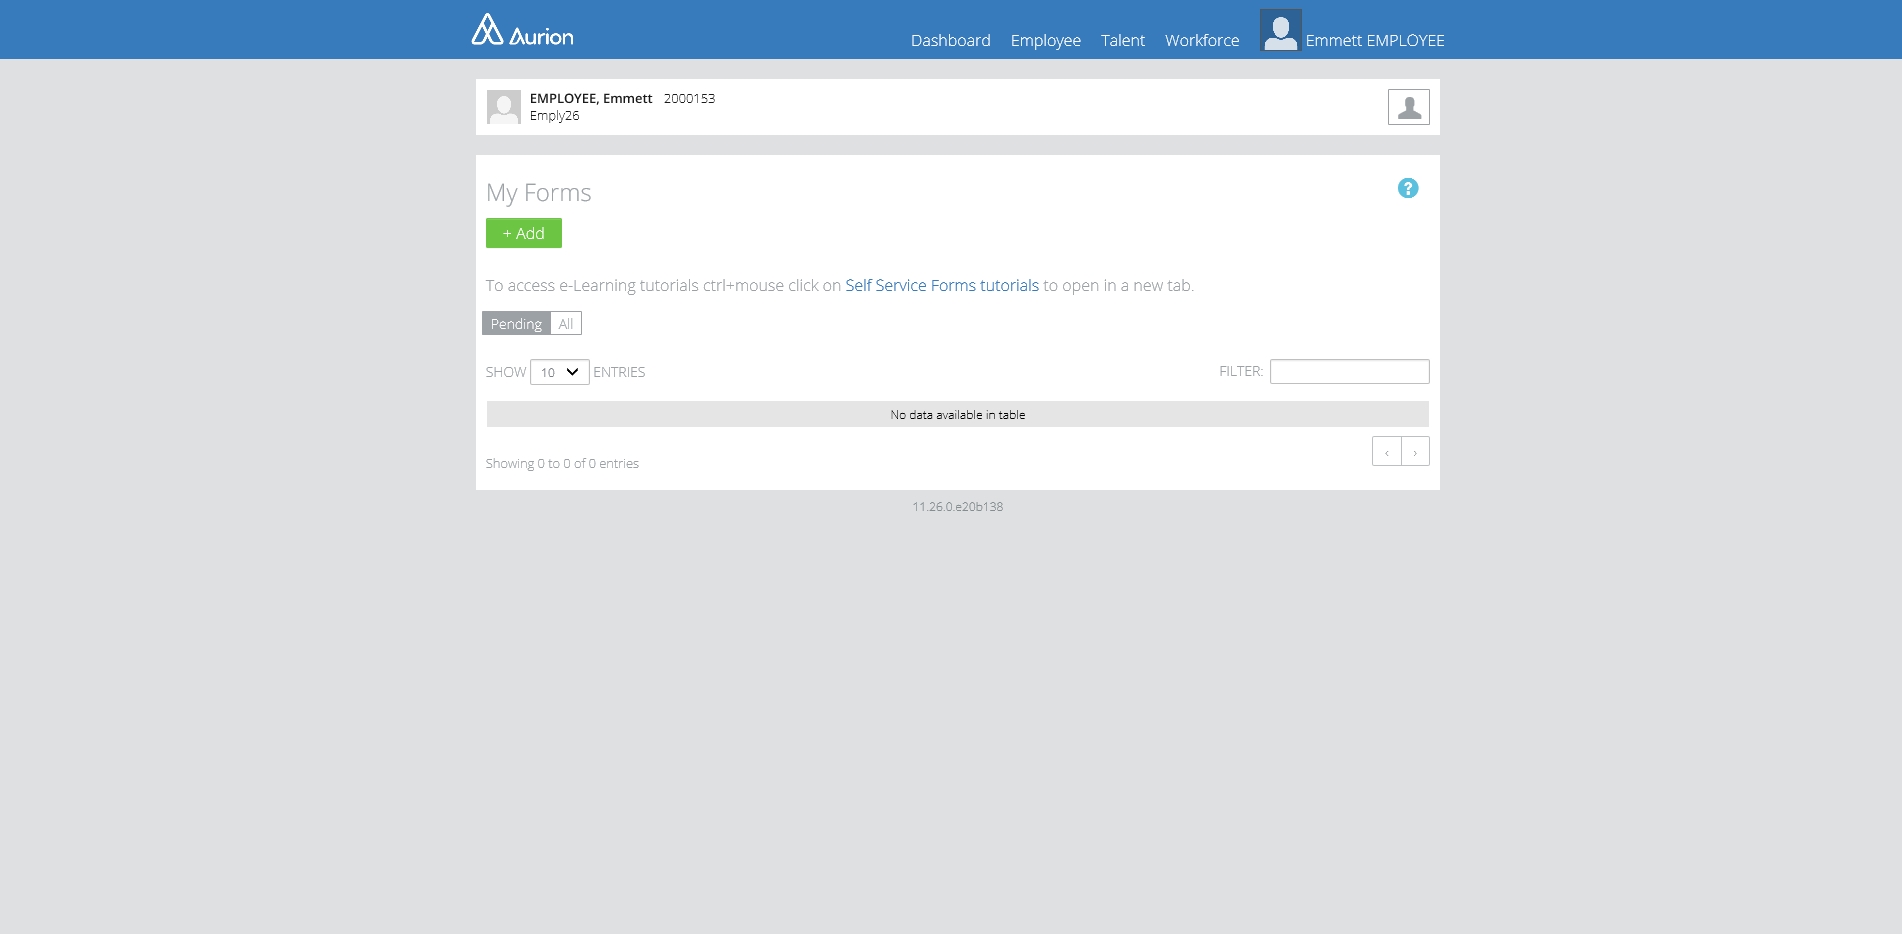 Aurion
Dashboard Employee Talent Workforce Emmett EMPLOYEE
EMPLOYEE, Emmett 2000153
Emply26
My Forms
?
+ Add
To access e-Learning tutorials ctrl+mouse click on Self Service Forms tutorials to open in a new tab.
Pending All
SHOW 10 ENTRIES FILTER:
No data available in table
‹ ›
Showing 0 to 0 of 0 entries
11.26.0.e20b138